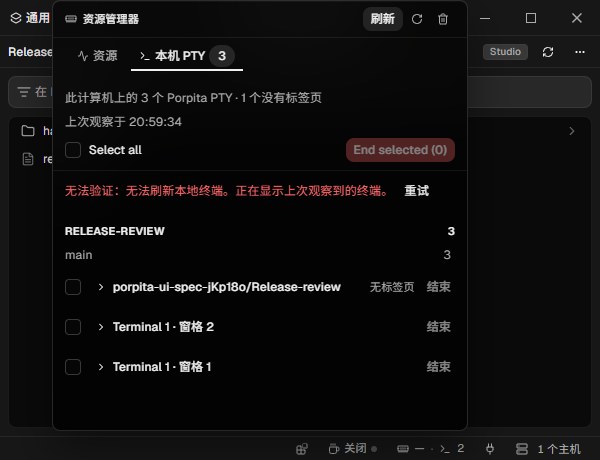 通用
资源管理器
刷新
Release
资源
本机 PTY 3
Studio
此计算机上的 3 个 Porpita PTY · 1 个没有标签页
上次观察于 20:59:34
Select all
End selected (0)
无法验证：无法刷新本地终端。正在显示上次观察到的终端。 重试
RELEASE-REVIEW 3
main 3
porpita-ui-spec-jKp18o/Release-review 无标签页 结束
Terminal 1 · 窗格 2 结束
Terminal 1 · 窗格 1 结束
关闭 — · 2 1 个主机